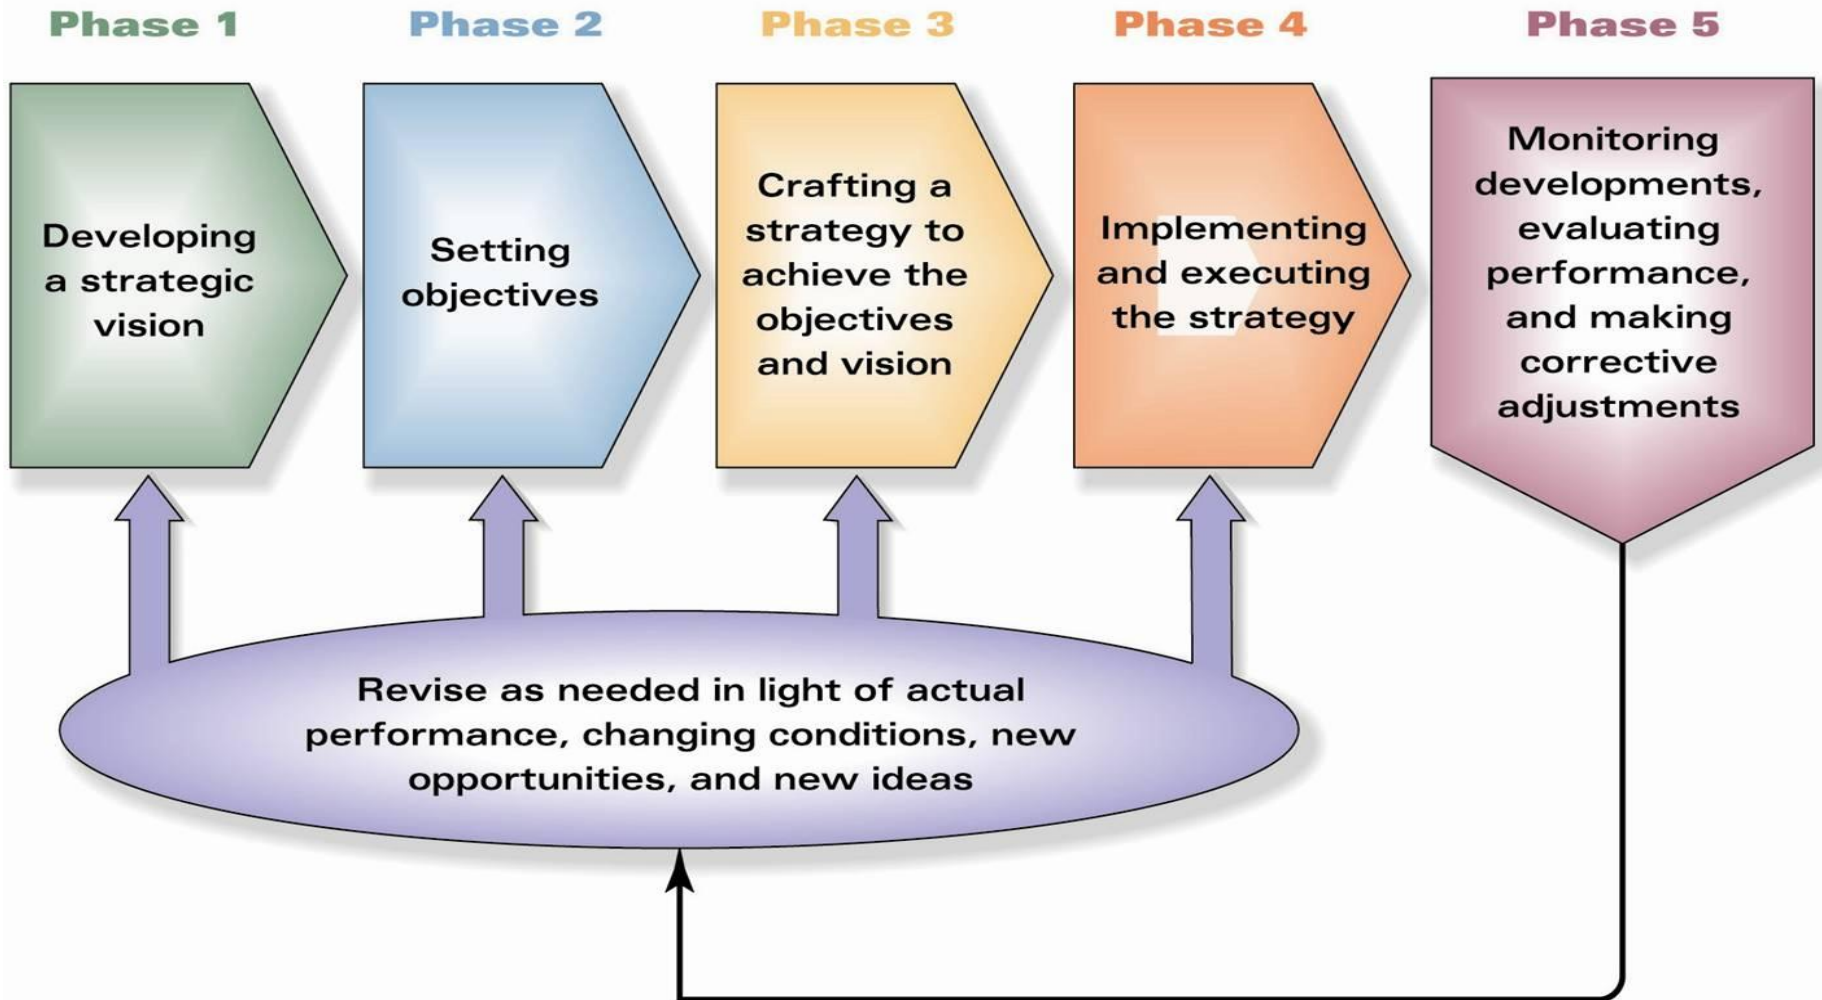 Phase 1
Phase 2
Phase 3
Phase 4
Phase 5
Developing
a strategic
vision
Setting
objectives
Crafting a
strategy to
achieve the
objectives
and vision
Implementing
and executing
the strategy
Monitoring
developments,
evaluating
performance,
and making
corrective
adjustments
Revise as needed in light of actual
performance, changing conditions, new
opportunities, and new ideas